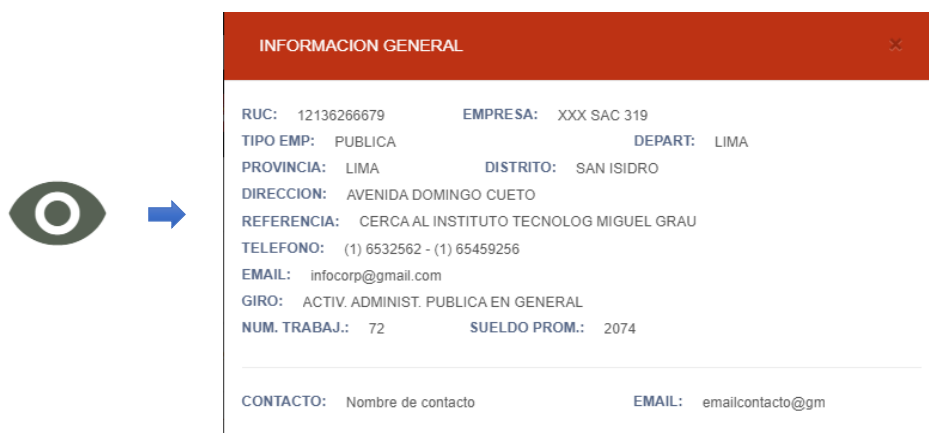 INFORMACION GENERAL ×
RUC: 12136266679 EMPRESA: XXX SAC 319
TIPO EMP: PUBLICA DEPART: LIMA
PROVINCIA: LIMA DISTRITO: SAN ISIDRO
DIRECCION: AVENIDA DOMINGO CUETO
REFERENCIA: CERCA AL INSTITUTO TECNOLOG MIGUEL GRAU
TELEFONO: (1) 6532562 - (1) 65459256
EMAIL: infocorp@gmail.com
GIRO: ACTIV. ADMINIST. PUBLICA EN GENERAL
NUM. TRABAJ.: 72 SUELDO PROM.: 2074
CONTACTO: Nombre de contacto EMAIL: emailcontacto@gm